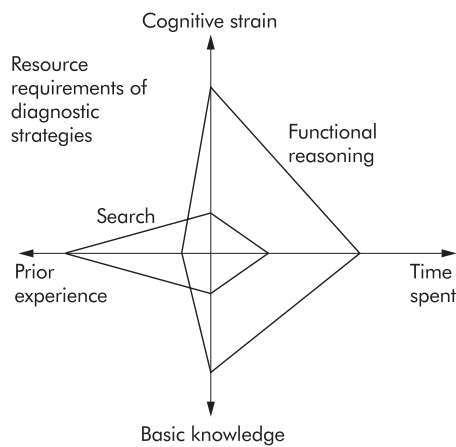 Cognitive strain
Resource
requirements of
diagnostic
strategies
Functional
reasoning
Search
Prior
experience
Time
spent
Basic knowledge